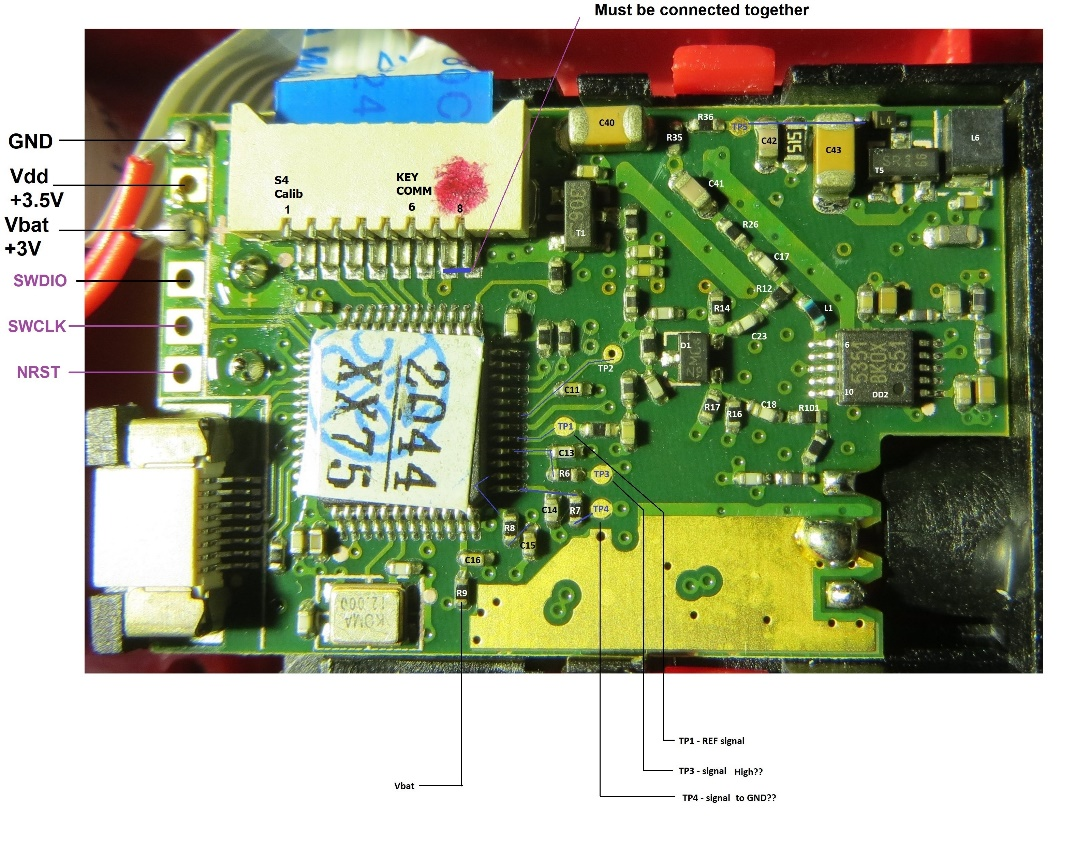 Must be connected together
GND
Vdd
+3.5V
Vbat
+3V
SWDIO
SWCLK
NRST
S4
Calib
1
KEY
COMM
6
8
C40
R36
R35
TP5
C42
C43
L4
L6
T5
C41
T1
R26
C17
R12
L1
R14
C23
D1
TP2
5351
6
10
DD2
C11
R17
R16
C18
R101
TP1
C13
R6
TP3
C14
R7
TP4
R8
C15
C16
R9
2044
XX75
KDMA
12.000
TP1 - REF signal
TP3 - signal High??
Vbat
TP4 - signal to GND??